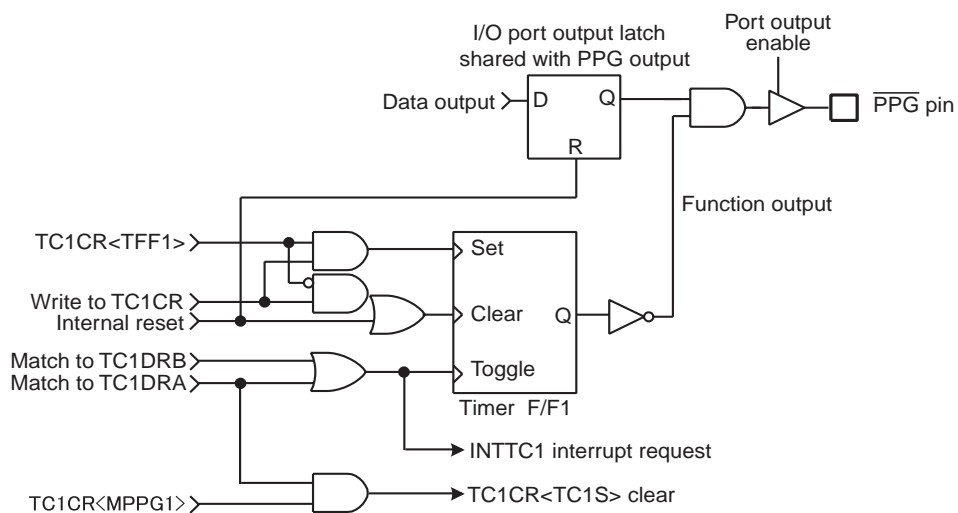 I/O port output latch
shared with PPG output
Port output
enable
Data output
D
Q
R
PPG pin
Function output
TC1CR<TFF1>
Set
Write to TC1CR
Internal reset
Clear
Q
Match to TC1DRB
Match to TC1DRA
Toggle
Timer F/F1
INTTC1 interrupt request
TC1CR<TC1S> clear
TC1CR<MPPG1>